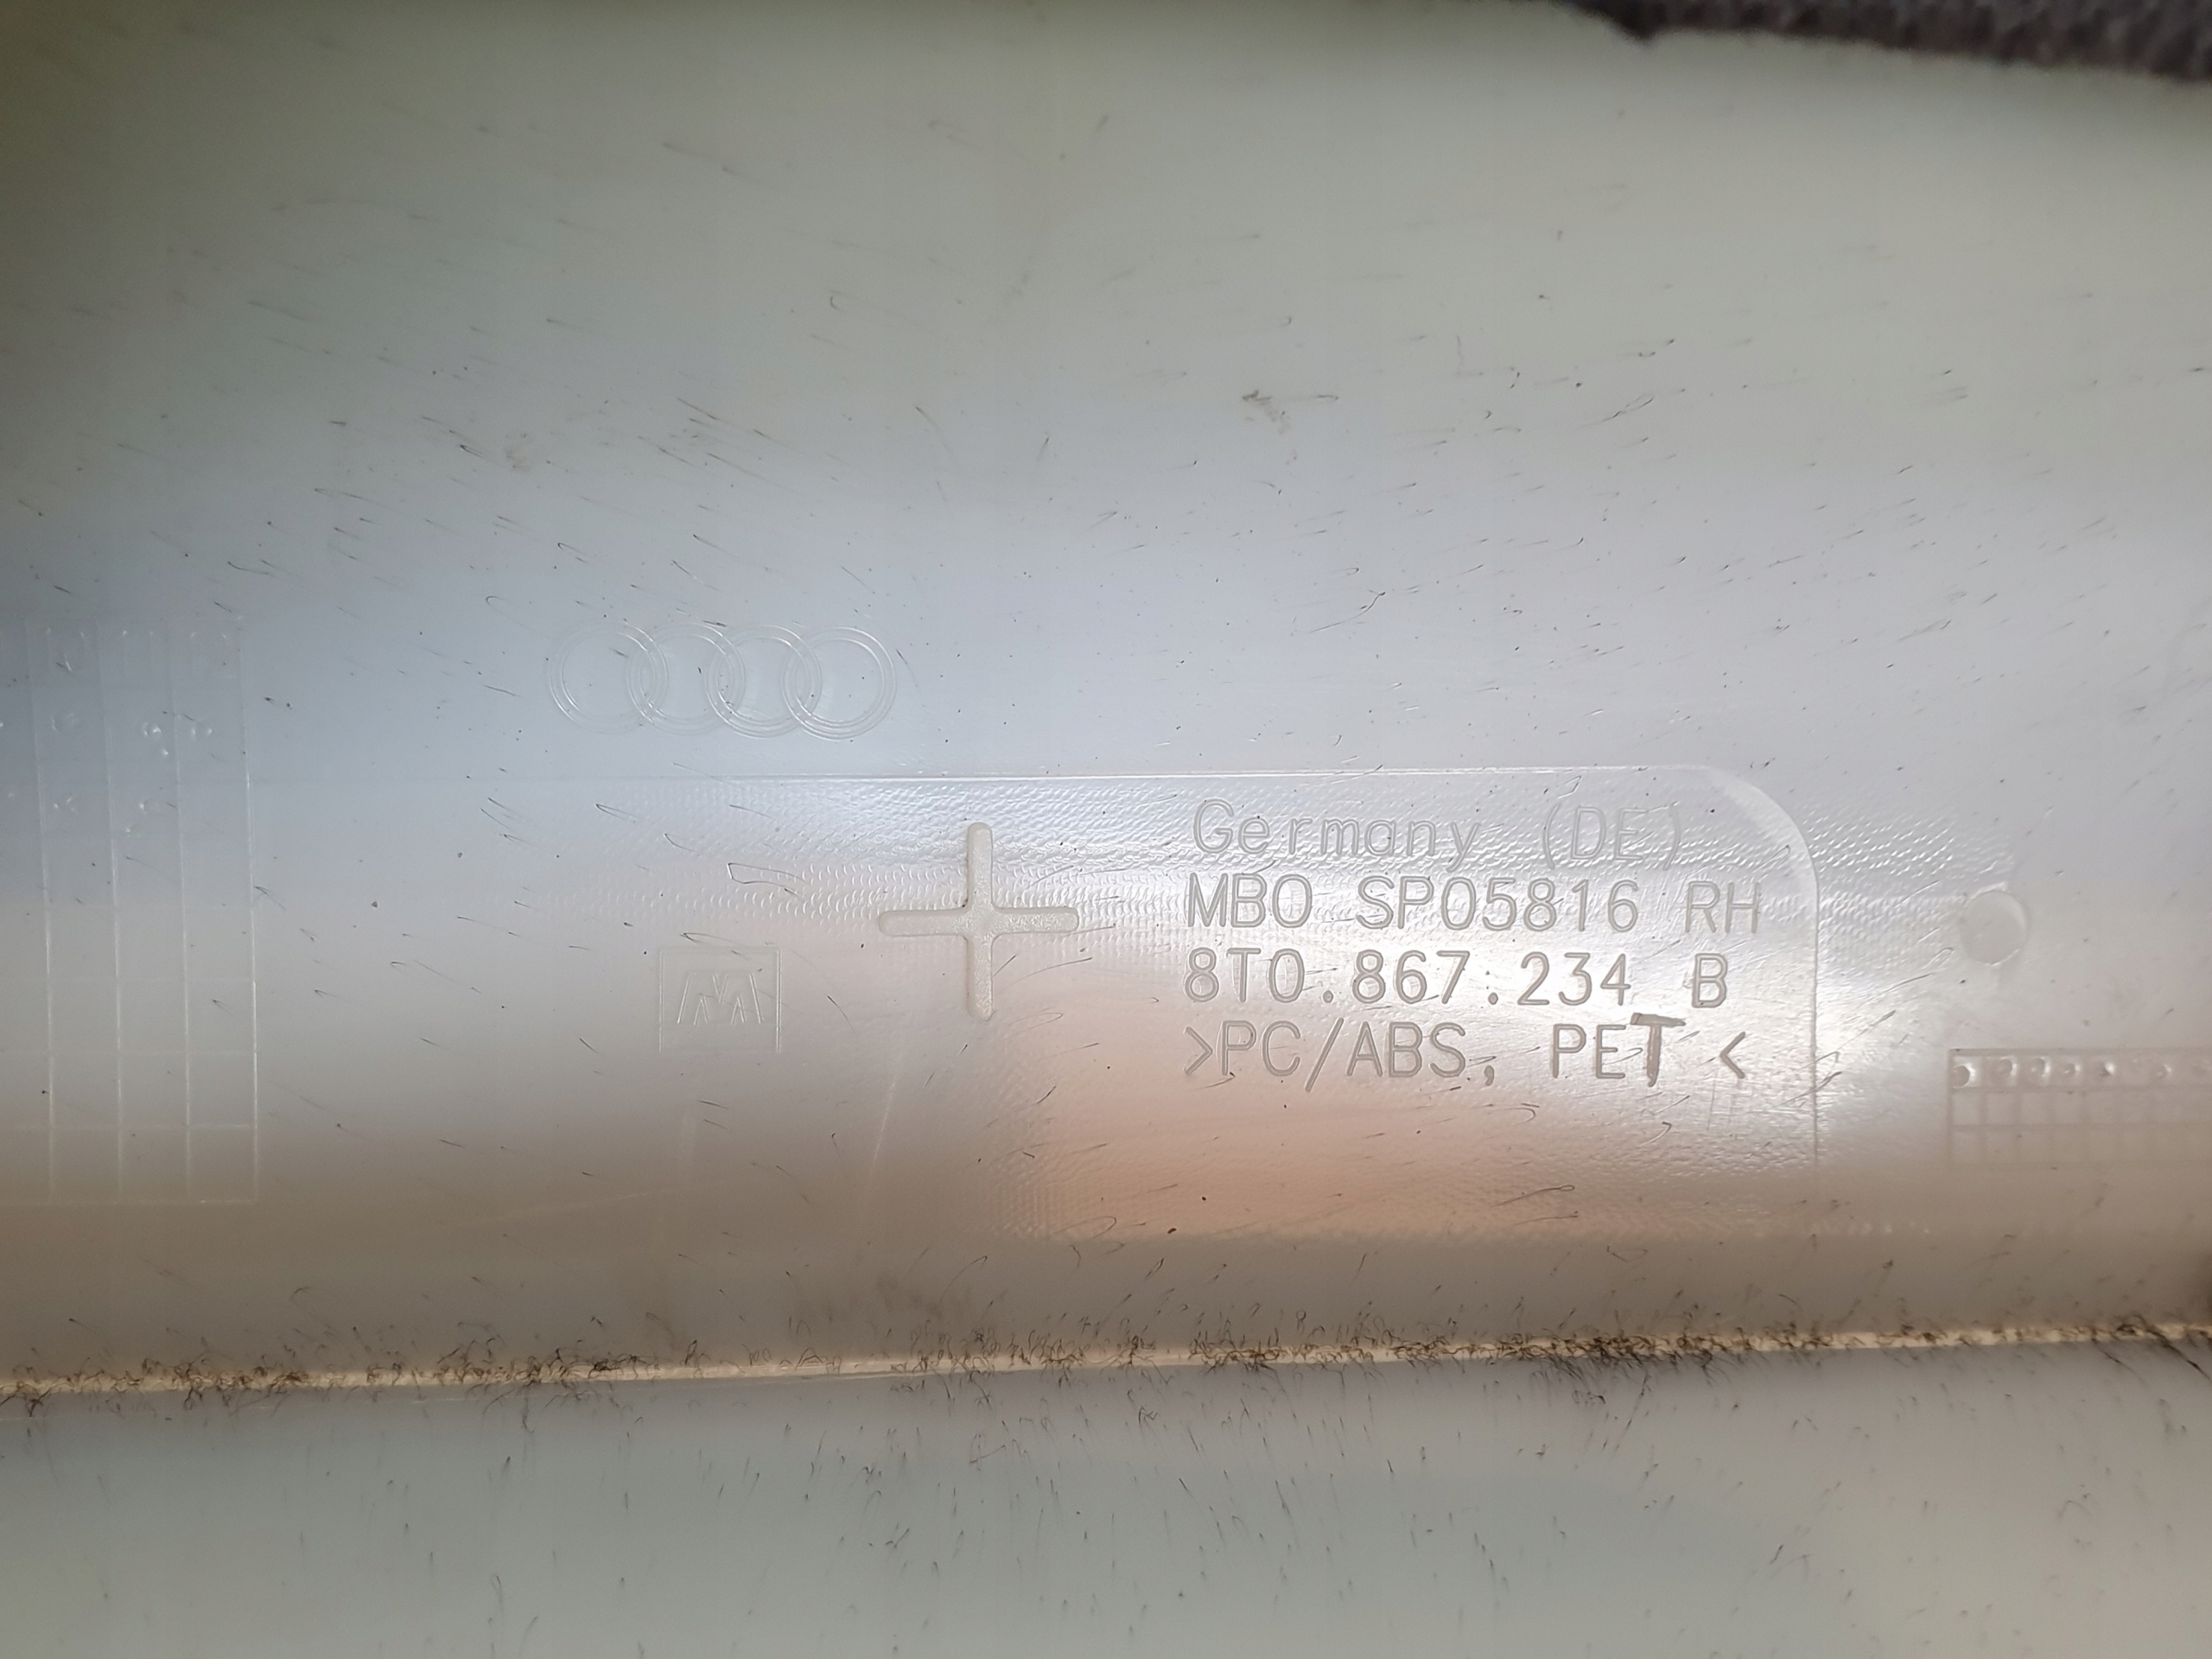 Germany (DE)
MBO SP05816 RH
8T0.867.234 B
>PC/ABS, PET <